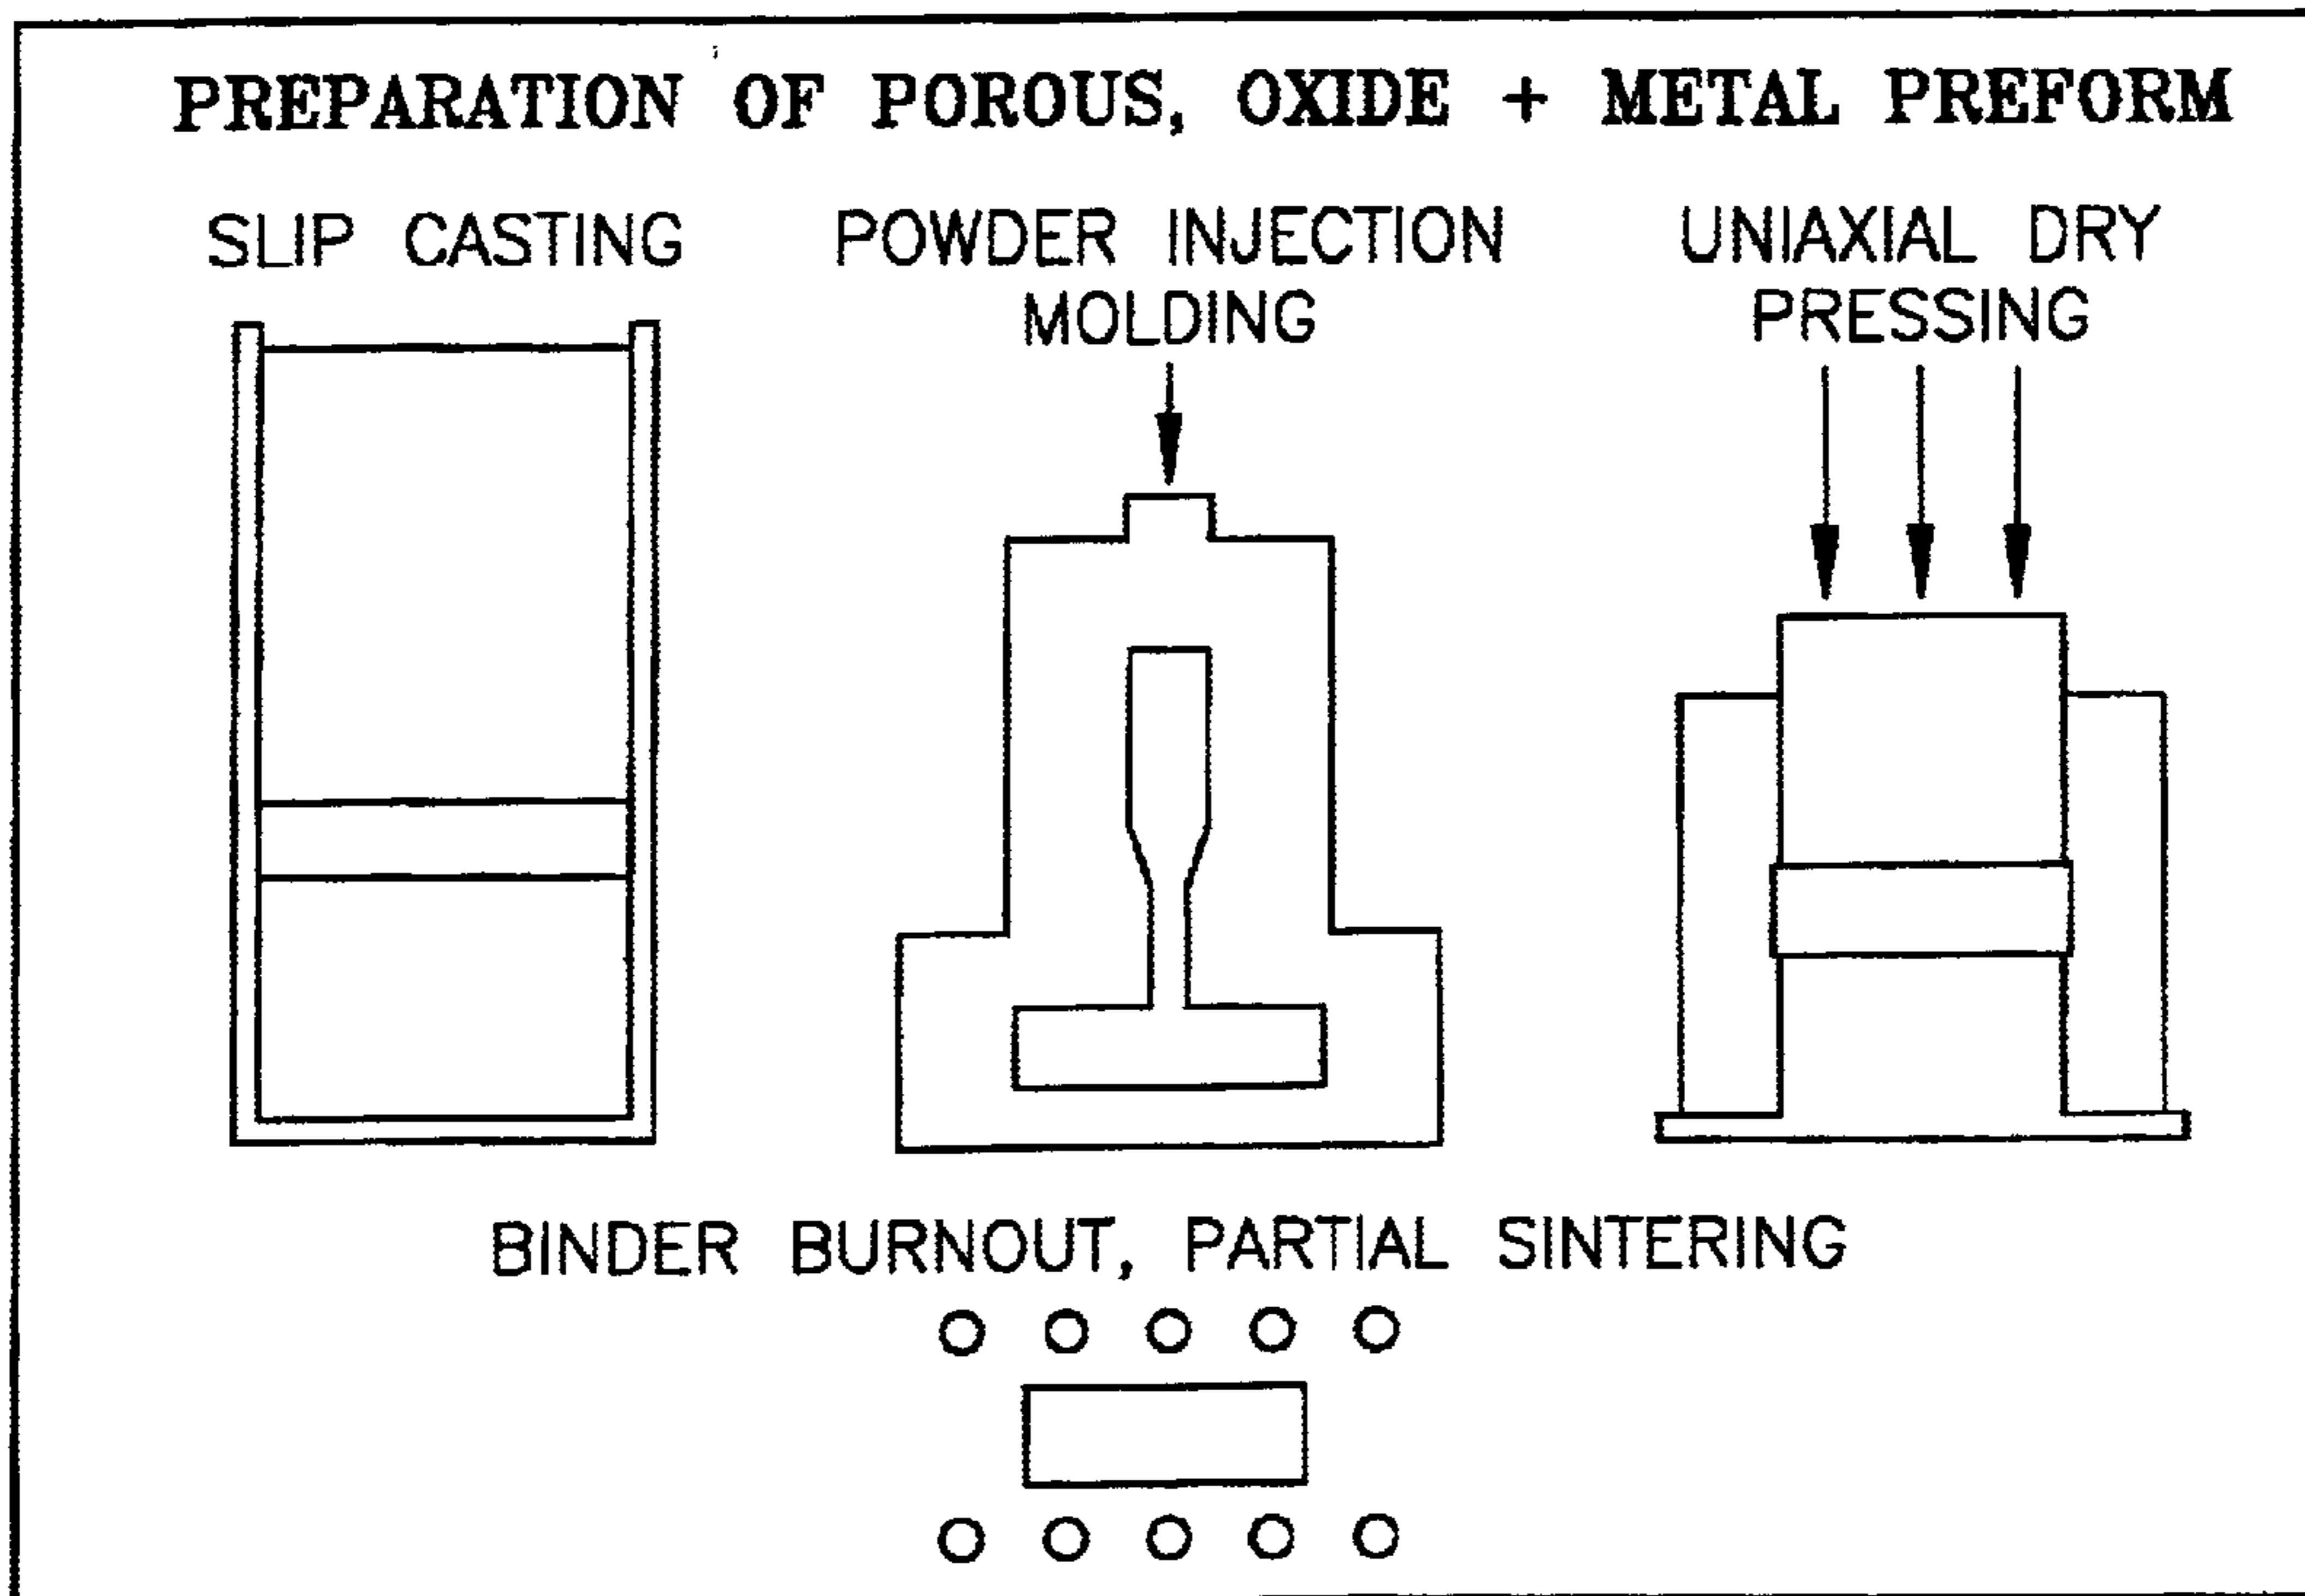 PREPARATION OF POROUS, OXIDE + METAL PREFORM
SLIP CASTING
POWDER INJECTION
MOLDING
UNIAXIAL DRY
PRESSING
BINDER BURNOUT, PARTIAL SINTERING